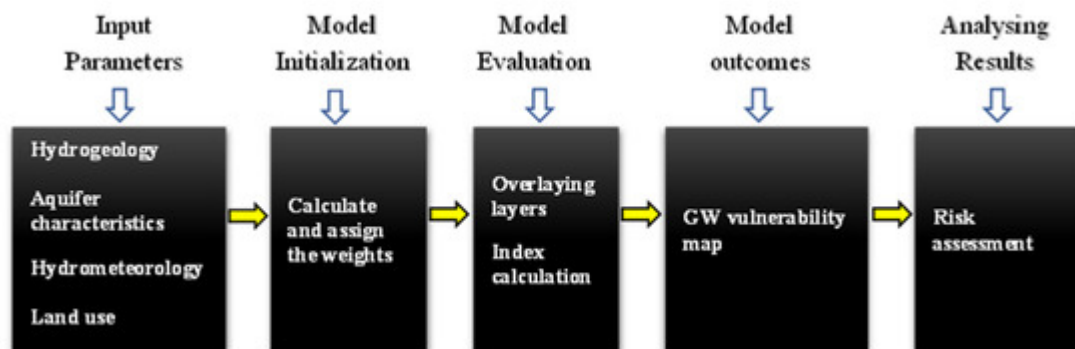 Input
Parameters
Model
Initialization
Model
Evaluation
Model
outcomes
Analysing
Results
Hydrogeology
Aquifer
characteristics
Hydrometeorology
Land use
Calculate
and assign
the weights
Overlaying
layers
Index
calculation
GW vulnerability
map
Risk
assessment